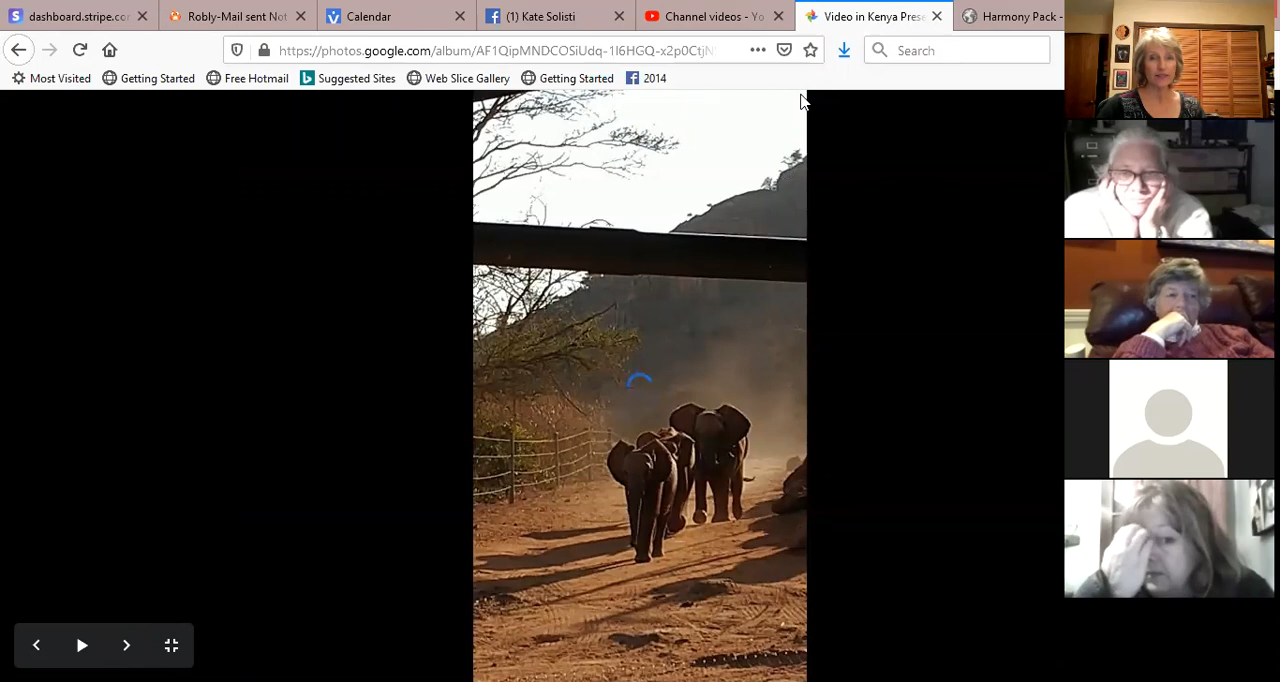 dashboard.stripe.co
Robly-Mail sent Not
Calendar
(1) Kate Solisti
Channel videos - Yo
Video in Kenya Prese
Harmony Pack -
https://photos.google.com/album/AF1QipMNDCOSiUdq-1I6HGQ-x2p0CtjN
Search
Most Visited
Getting Started
Free Hotmail
Suggested Sites
Web Slice Gallery
Getting Started
2014